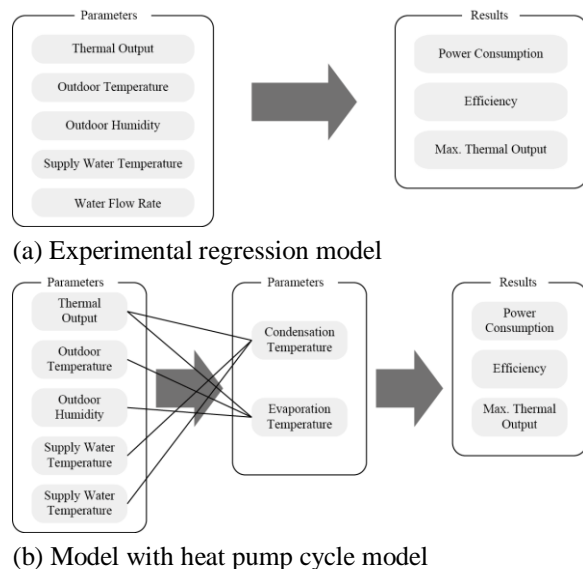 Parameters
Thermal Output
Outdoor Temperature
Outdoor Humidity
Supply Water Temperature
Water Flow Rate
Results
Power Consumption
Efficiency
Max. Thermal Output
(a) Experimental regression model
Parameters
Thermal
Output
Outdoor
Temperature
Outdoor
Humidity
Supply Water
Temperature
Supply Water
Temperature
Parameters
Condensation
Temperature
Evaporation
Temperature
Results
Power
Consumption
Efficiency
Max. Thermal
Output
(b) Model with heat pump cycle model